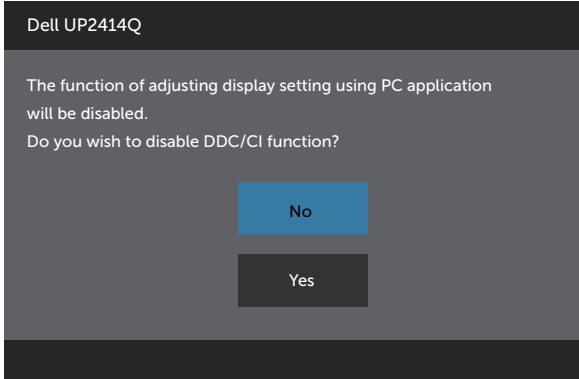 Dell UP2414Q
The function of adjusting display setting using PC application
will be disabled.
Do you wish to disable DDC/CI function?
No
Yes